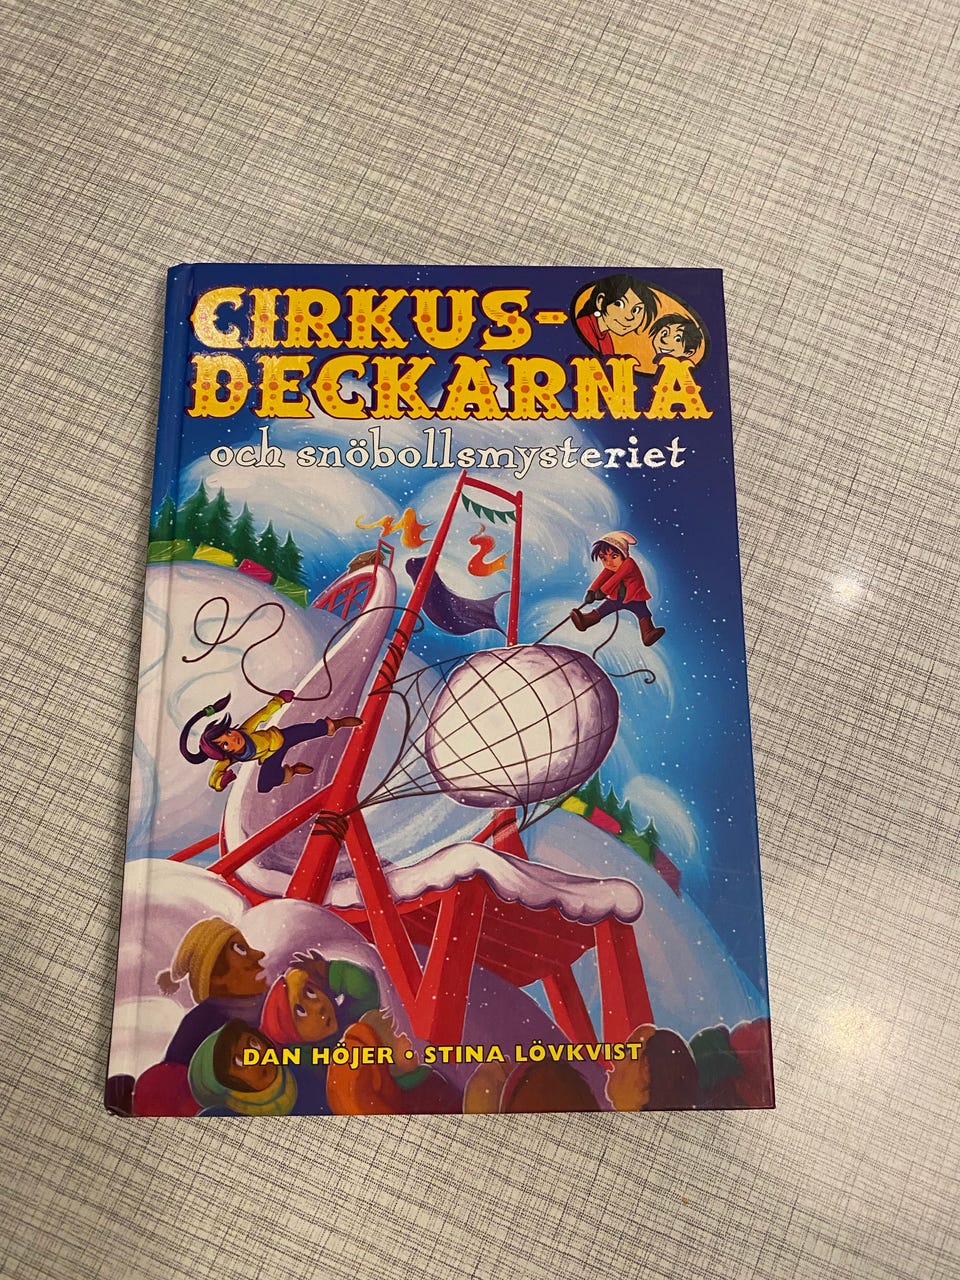 CIRKUS-
DECKARNA
och snöbollsmysteriet
DAN HÖJER • STINA LÖVKVIST